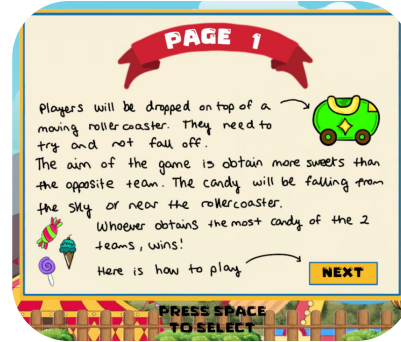 PAGE 1
Players will be dropped on top of a
moving roller coaster. They need to
try and not fall off.
The aim of the game is obtain more sweets than
the opposite team. The candy will be falling from
the sky or near the rollercoaster.
Whoever obtains the most candy of the 2
teams, wins!
Here is how to play
NEXT
PRESS SPACE
TO SELECT